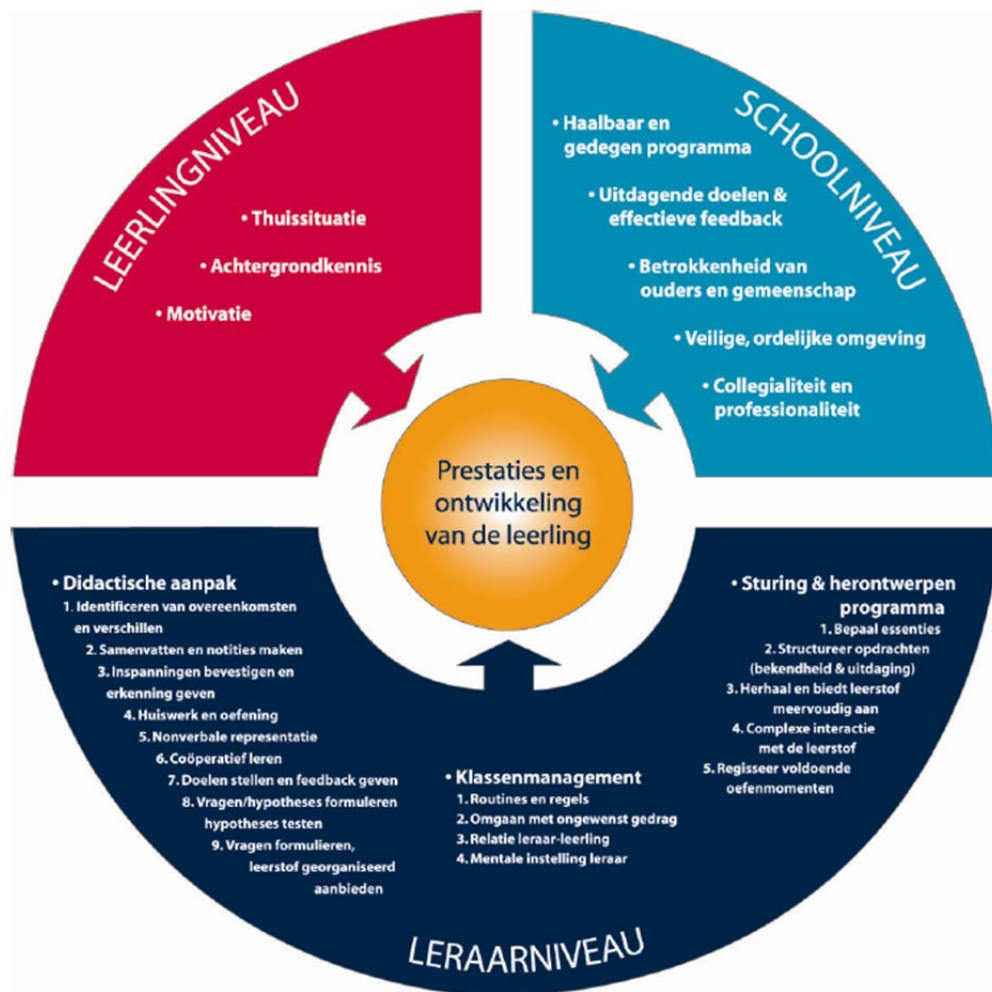 LEERLINGNIVEAU
• Thuissituatie
• Achtergrondkennis
• Motivatie
SCHOOLNIVEAU
• Haalbaar en
gedegen programma
• Uitdagende doelen &
effectieve feedback
• Betrokkenheid van
ouders en gemeenschap
• Veilige, ordelijke omgeving
• Collegialiteit en
professionaliteit
Prestaties en
ontwikkeling
van de leerling
• Didactische aanpak
1. Identificeren van overeenkomsten
en verschillen
2. Samenvatten en notities maken
3. Inspanningen bevestigen en
erkenning geven
4. Huiswerk en oefening
5. Nonverbale representatie
6. Coöperatief leren
7. Doelen stellen en feedback geven
8. Vragen/hypotheses formuleren
hypotheses testen
9. Vragen formuleren,
leerstof georganiseerd
aanbieden
• Klassenmanagement
1. Routines en regels
2. Omgaan met ongewenst gedrag
3. Relatie leraar-leerling
4. Mentale instelling leraar
• Sturing & herontwerpen
programma
1. Bepaal essenties
2. Structureer opdrachten
(bekendheid & uitdaging)
3. Herhaal en biedt leerstof
meervoudig aan
4. Complexe interactie
met de leerstof
5. Regisseer voldoende
oefenmomenten
LERAARNIVEAU